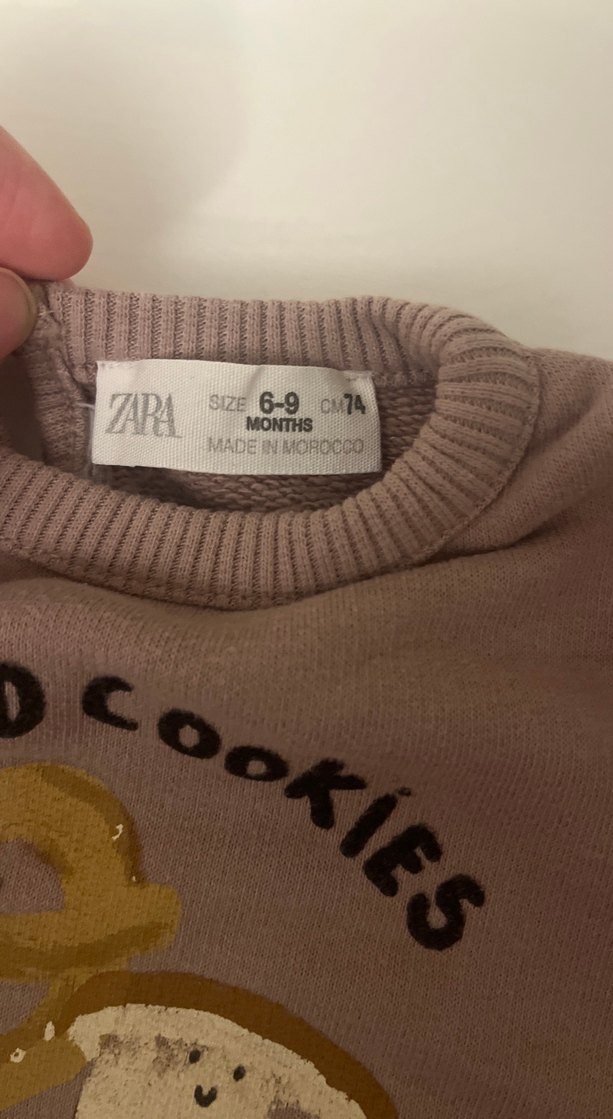 ZARA
SIZE 6-9 CM 74
MONTHS
MADE IN MOROCCO
D COOKIES